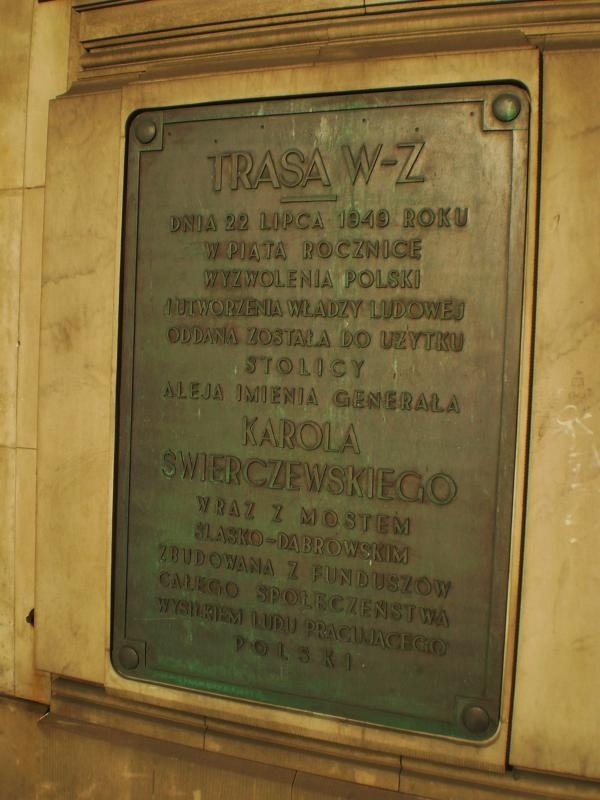 TRASA W-Z
DNIA 22 LIPCA 1949 ROKU
W PIĄTĄ ROCZNICĘ
WYZWOLENIA POLSKI
I UTWORZENIA WŁADZY LUDOWEJ
ODDANA ZOSTAŁA DO UŻYTKU
STOLICY
ALEJA IMIENIA GENERAŁA
KAROLA
ŚWIERCZEWSKIEGO
WRAZ Z MOSTEM
ŚLĄSKO-DĄBROWSKIM
ZBUDOWANA Z FUNDUSZÓW
CAŁEGO SPOŁECZEŃSTWA
WYSIŁKIEM LUDU PRACUJĄCEGO
POLSKI